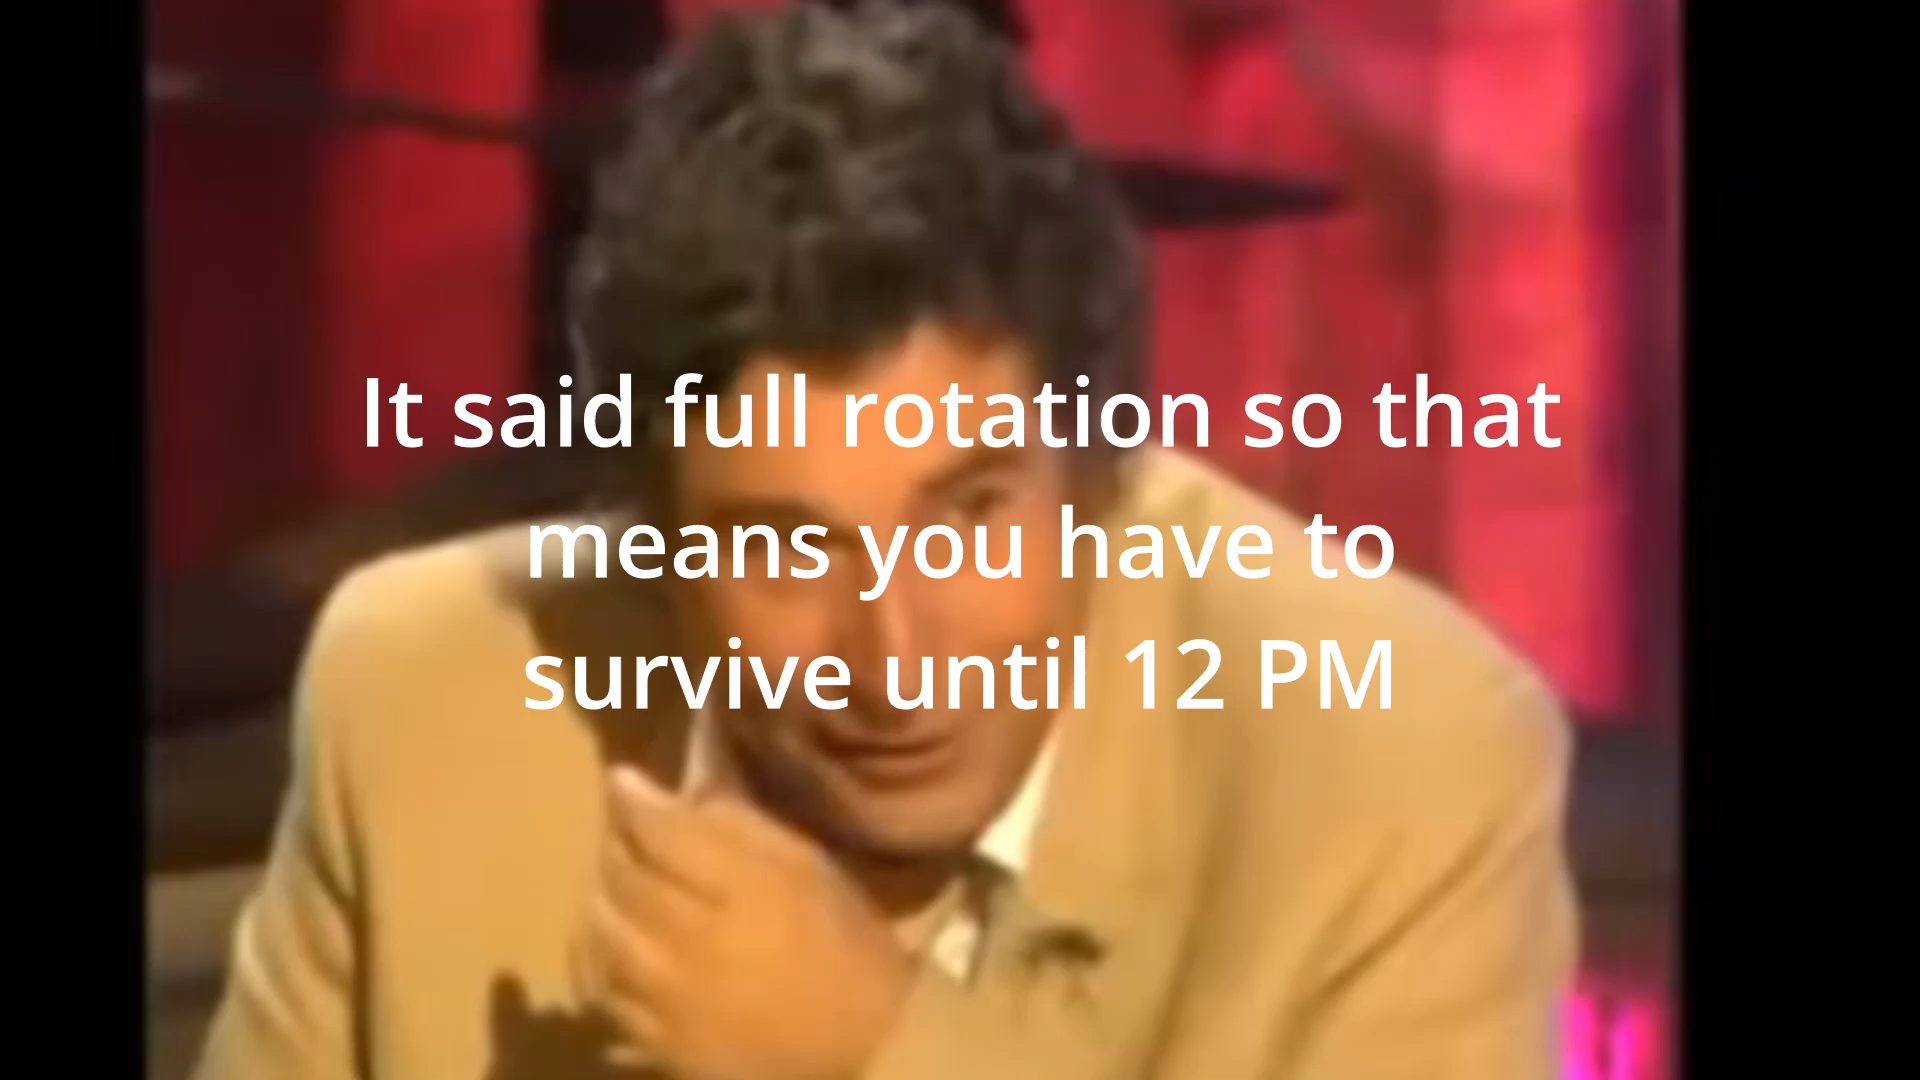 It said full rotation so that
means you have to
survive until 12 PM